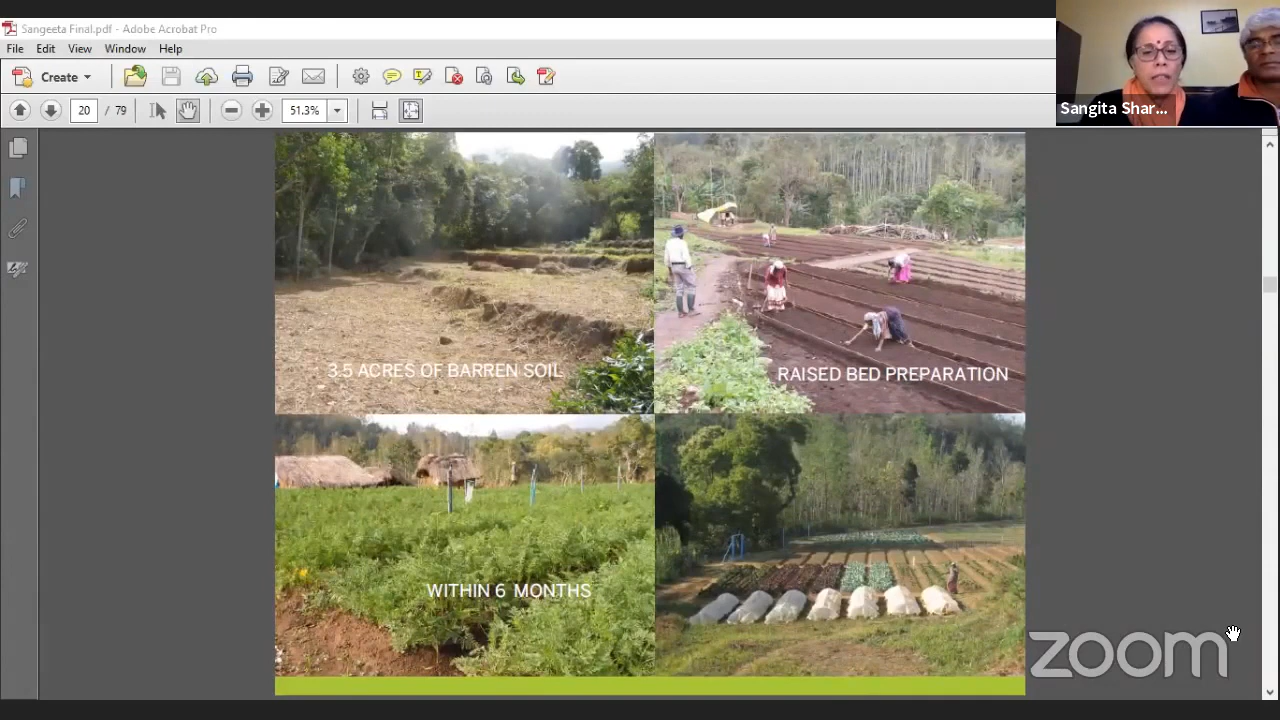 Sangeeta Final.pdf - Adobe Acrobat Pro
File Edit View Window Help
Create
20 / 79 51.3%
Sangita Shar...
3.5 ACRES OF BARREN SOIL
RAISED BED PREPARATION
WITHIN 6 MONTHS
zoom